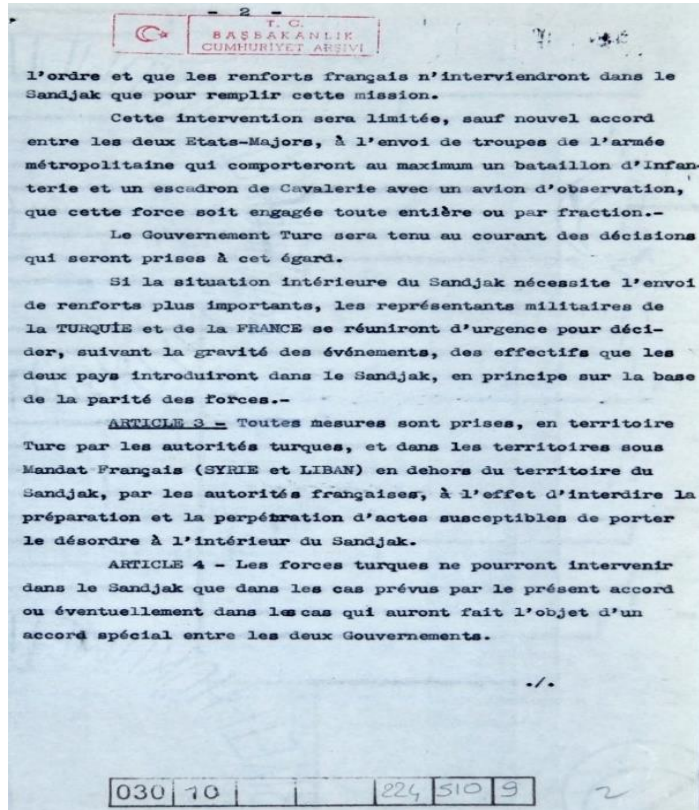 - 2 -
T. C.
BAŞBAKANLIK
CUMHURİYET ARŞİVİ
l'ordre et que les renforts français n'interviendront dans le
Sandjak que pour remplir cette mission.
Cette intervention sera limitée, sauf nouvel accord
entre les deux Etats-Majors, à l'envoi de troupes de l'armée
métropolitaine qui comporteront au maximum un bataillon d'Infan-
terie et un escadron de Cavalerie avec un avion d'observation,
que cette force soit engagée toute entière ou par fraction.-
Le Gouvernement Turc sera tenu au courant des décisions
qui seront prises à cet égard.
Si la situation intérieure du Sandjak nécessite l'envoi
de renforts plus importants, les représentants militaires de
la TURQUİE et de la FRANCE se réuniront d'urgence pour déci-
der, suivant la gravité des événements, des effectifs que les
deux pays introduiront dans le Sandjak, en principe sur la base
de la parité des forces.-
ARTICLE 3 - Toutes mesures sont prises, en territoire
Turc par les autorités turques, et dans les territoires sous
Mandat Français (SYRIE et LIBAN) en dehors du territoire du
Sandjak, par les autorités françaises, à l'effet d'interdire la
préparation et la perpétration d'actes susceptibles de porter
le désordre à l'intérieur du Sandjak.
ARTICLE 4 - Les forces turques ne pourront intervenir
dans le Sandjak que dans les cas prévus par le présent accord
ou éventuellement dans les cas qui auront fait l'objet d'un
accord spécial entre les deux Gouvernements.
./.
030 10 224 510 9 2